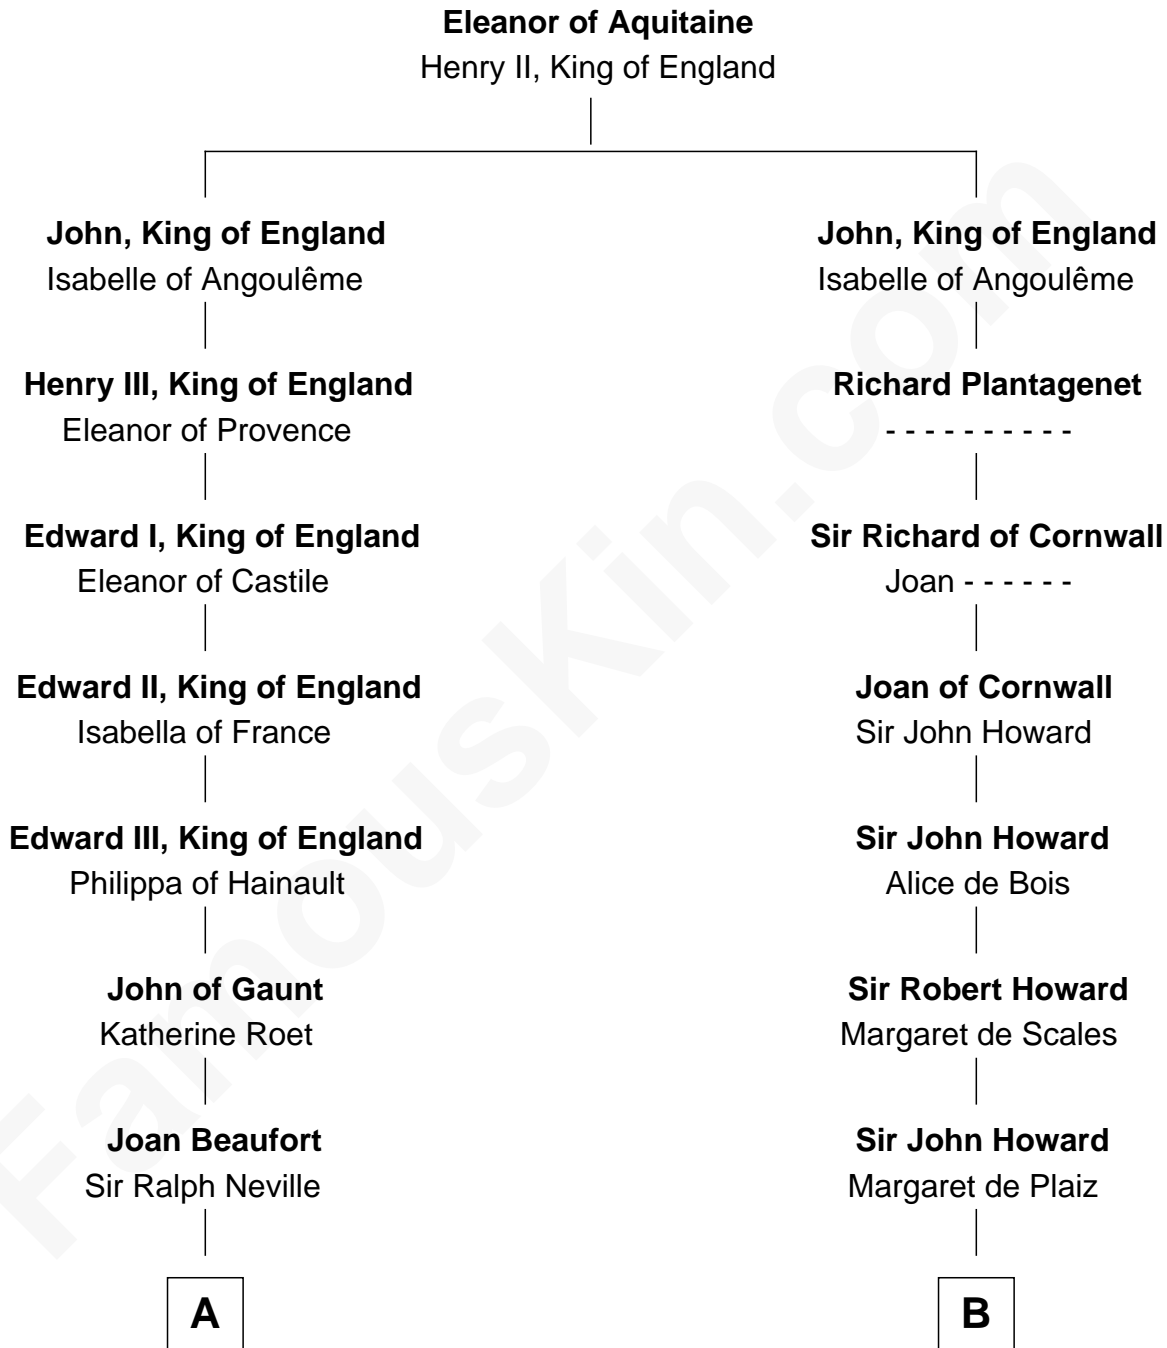 Eleanor of Aquitaine
Henry II, King of England
John, King of England
Isabelle of Angoulême
John, King of England
Isabelle of Angoulême
Henry III, King of England
Eleanor of Provence
Richard Plantagenet
- - - - - - - - - -
Edward I, King of England
Eleanor of Castile
Sir Richard of Cornwall
Joan - - - - - -
Edward II, King of England
Isabella of France
Joan of Cornwall
Sir John Howard
Edward III, King of England
Philippa of Hainault
Sir John Howard
Alice de Bois
John of Gaunt
Katherine Roet
Sir Robert Howard
Margaret de Scales
Joan Beaufort
Sir Ralph Neville
Sir John Howard
Margaret de Plaiz
A
B
FamousKin.com